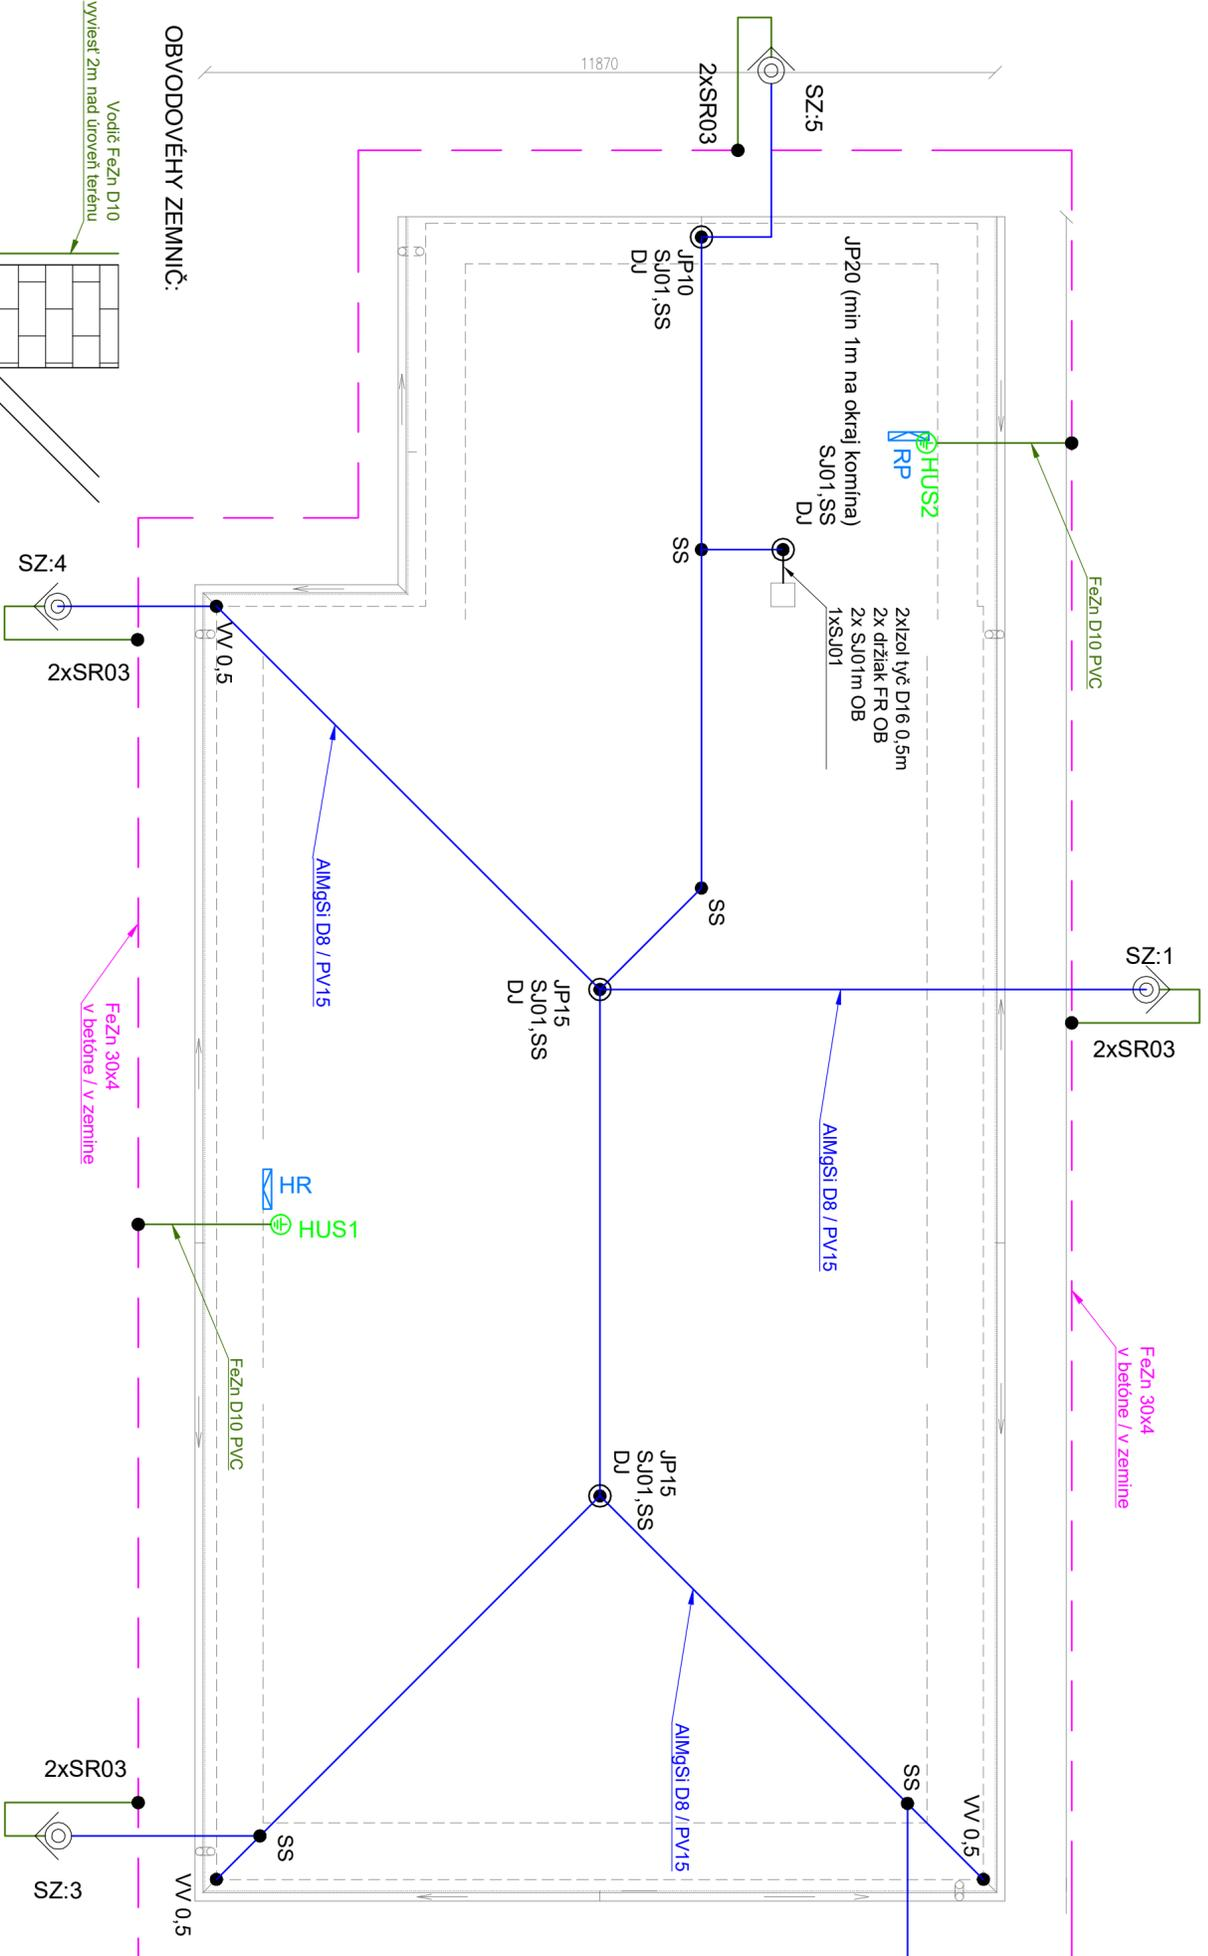 11870
SZ:5
2xSR03
OBVODOVÉHY ZEMNIČ:
Vodič FeZn D10
vyviesť 2m nad úroveň terénu
JP10
SJ01,SS
DJ
JP20 (min 1m na okraj komína)
SJ01,SS
DJ
HUS2
RP
FeZn D10 PVC
SS
2xIzol tyč D16 0,5m
2x držiak FR OB
2x SJ01m OB
1xSJ01
SZ:4
2xSR03
VV 0,5
AlMgSi D8 / PV15
SS
SZ:1
2xSR03
JP15
SJ01,SS
DJ
FeZn 30x4
v betóne / v zemine
AlMgSi D8 / PV15
HR
HUS1
FeZn D10 PVC
FeZn 30x4
v betóne / v zemine
JP15
SJ01,SS
DJ
AlMgSi D8 / PV15
SS
VV 0,5
2xSR03
SS
SZ:3
VV 0,5